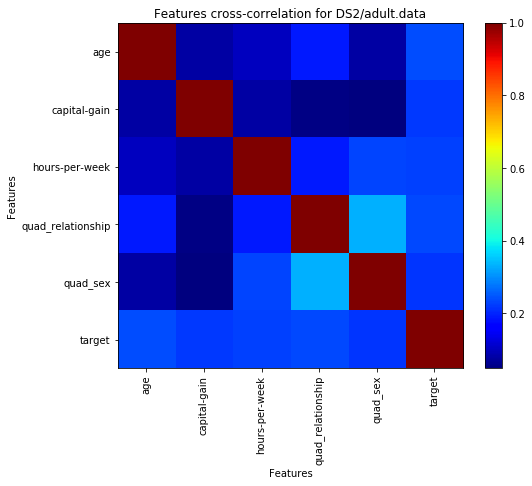 Features cross-correlation for DS2/adult.data
age
capital-gain
hours-per-week
quad_relationship
quad_sex
target
Features
age
capital-gain
hours-per-week
quad_relationship
quad_sex
target
Features
1.0
0.8
0.6
0.4
0.2